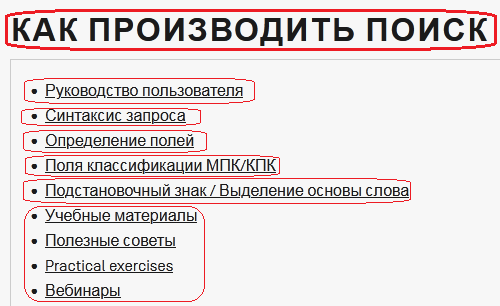 КАК ПРОИЗВОДИТЬ ПОИСК
• Руководство пользователя
• Синтаксис запроса
• Определение полей
• Поля классификации МПК/КПК
• Подстановочный знак / Выделение основы слова
• Учебные материалы
• Полезные советы
• Practical exercises
• Вебинары